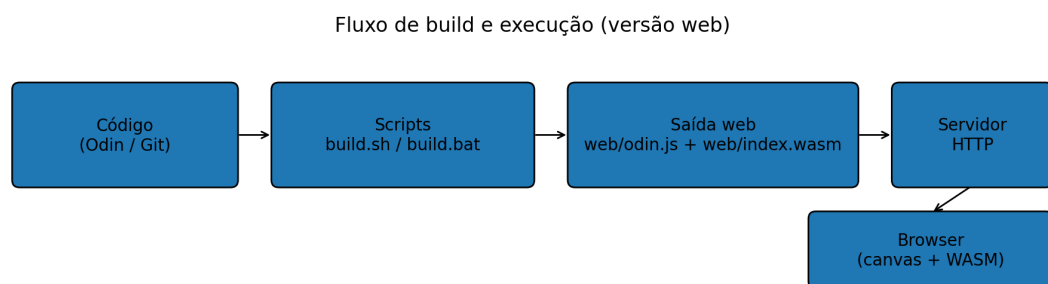 Fluxo de build e execução (versão web)
Código
(Odin / Git)
Scripts
build.sh / build.bat
Saída web
web/odin.js + web/index.wasm
Servidor
HTTP
Browser
(canvas + WASM)